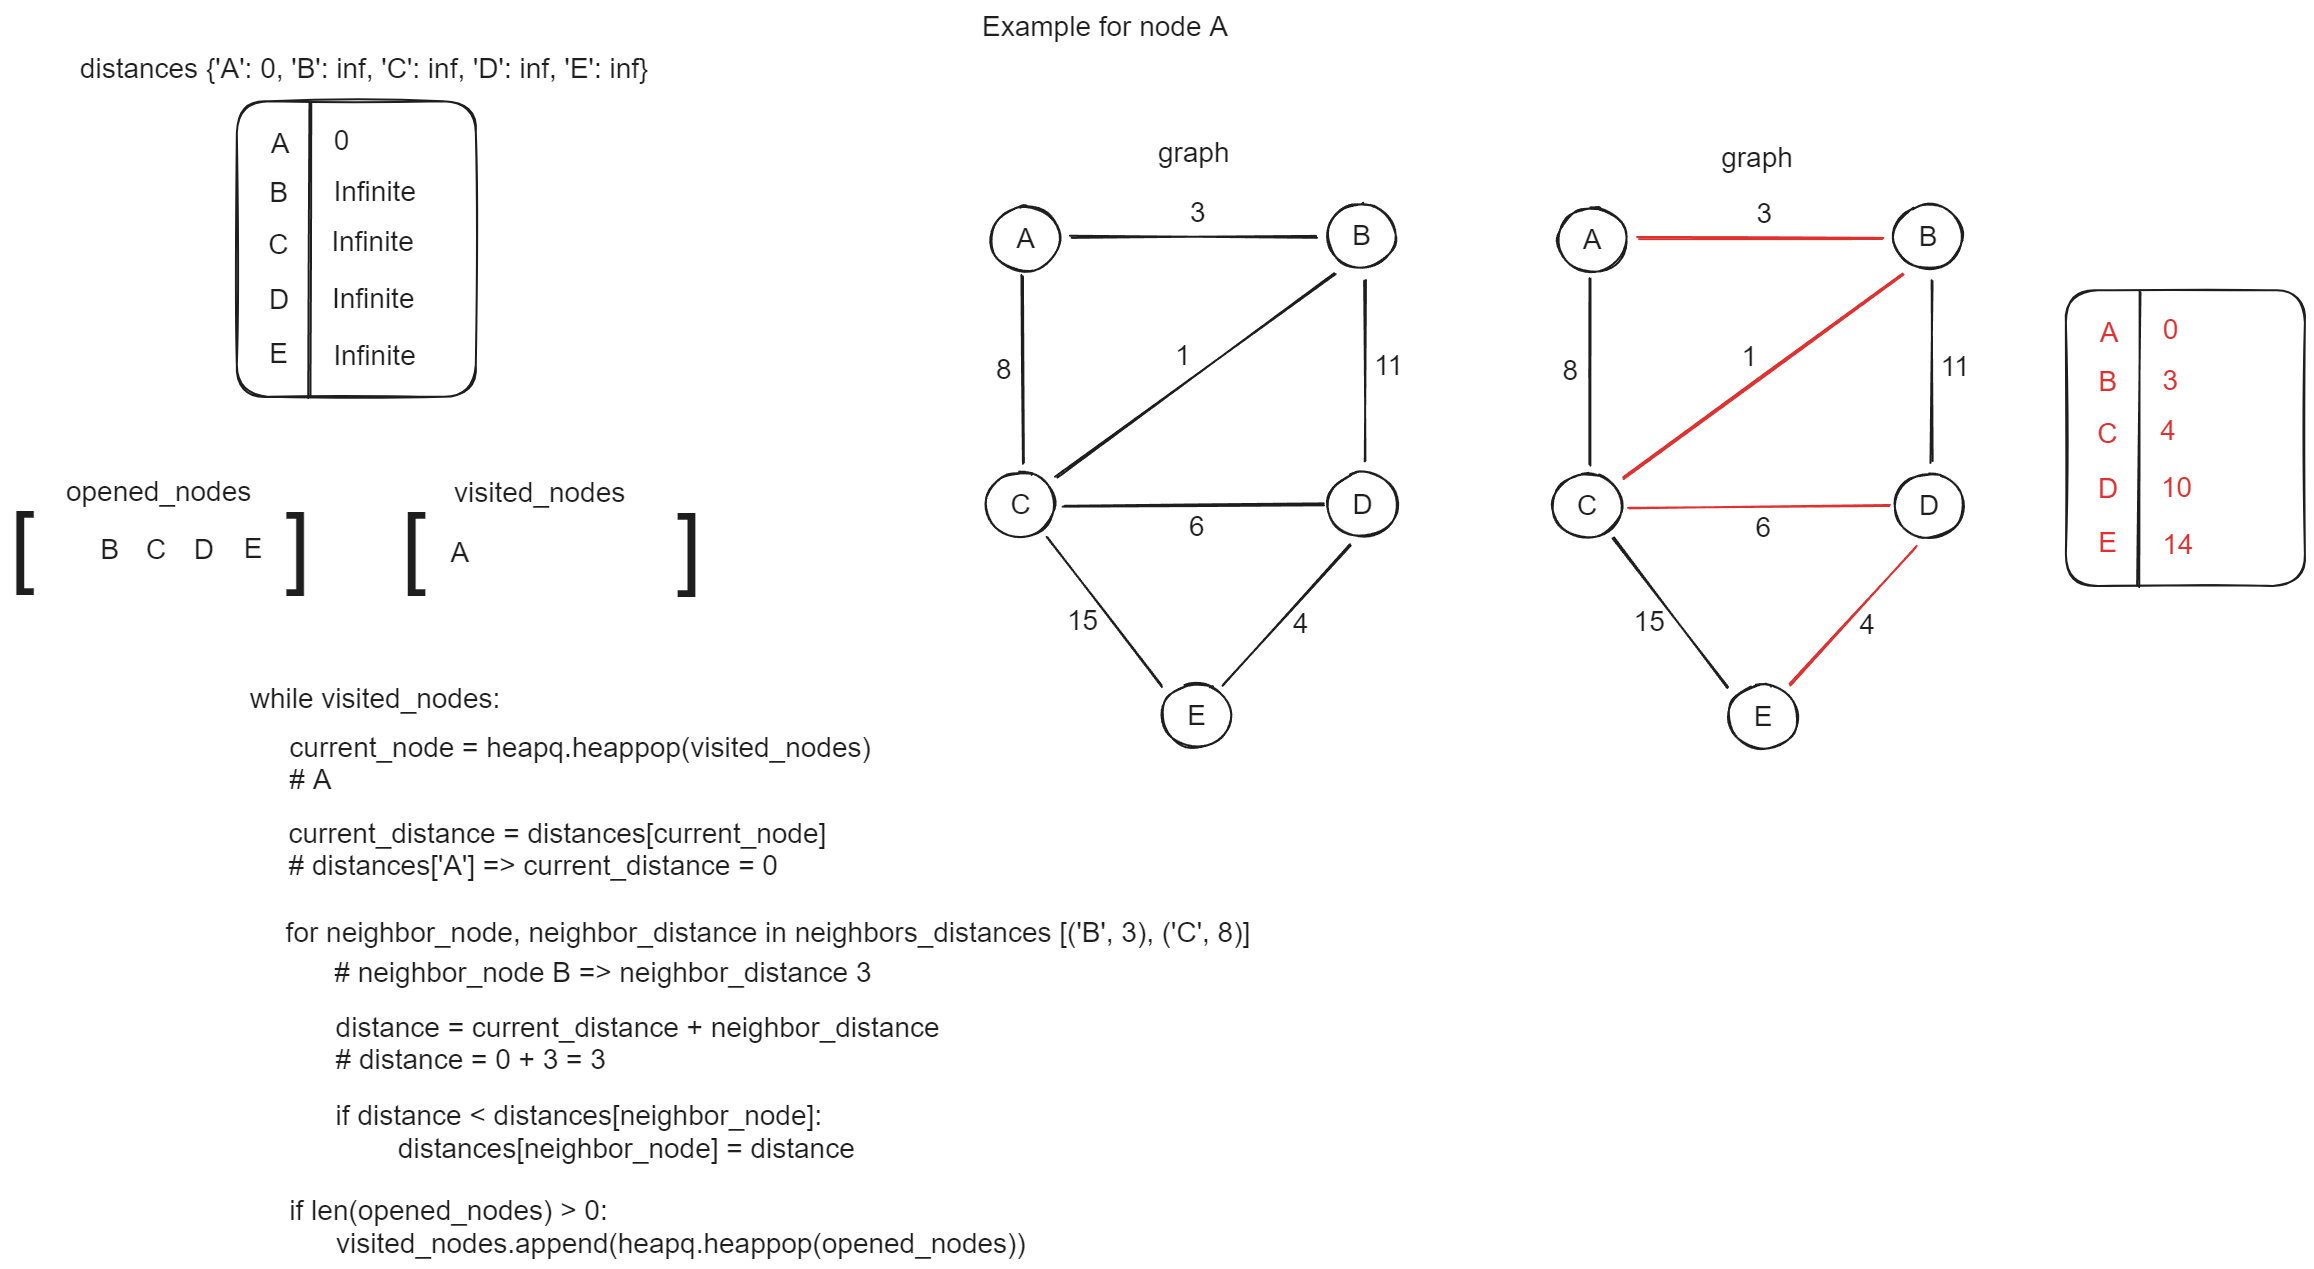 Example for node A
distances {'A': 0, 'B': inf, 'C': inf, 'D': inf, 'E': inf}
A 0
B Infinite
C Infinite
D Infinite
E Infinite
opened_nodes
[ B C D E ]
visited_nodes
[ A ]
while visited_nodes:
current_node = heapq.heappop(visited_nodes)
# A
current_distance = distances[current_node]
# distances['A'] => current_distance = 0
for neighbor_node, neighbor_distance in neighbors_distances [('B', 3), ('C', 8)]
# neighbor_node B => neighbor_distance 3
distance = current_distance + neighbor_distance
# distance = 0 + 3 = 3
if distance < distances[neighbor_node]:
distances[neighbor_node] = distance
if len(opened_nodes) > 0:
visited_nodes.append(heapq.heappop(opened_nodes))
graph
3
A B
1
8 11
C D
6
15 4
E
graph
3
A B
1
8 11
C D
6
15 4
E
A 0
B 3
C 4
D 10
E 14